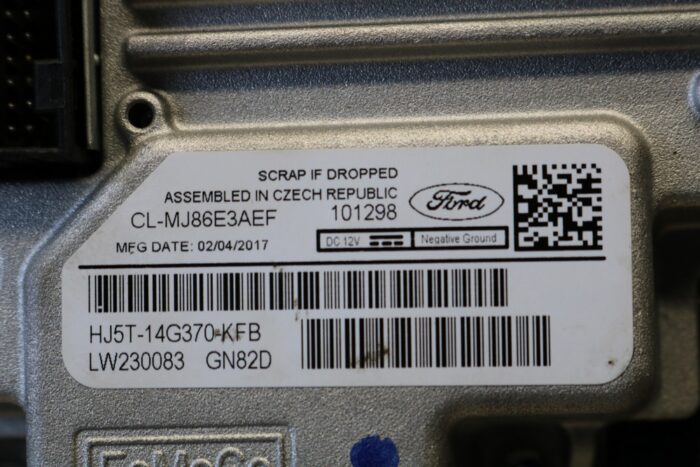 SCRAP IF DROPPED
ASSEMBLED IN CZECH REPUBLIC
CL-MJ86E3AEF 101298
Ford
MFG DATE: 02/04/2017
DC 12V Negative Ground
HJ5T-14G370-KFB
LW230083 GN82D
FoMoCo